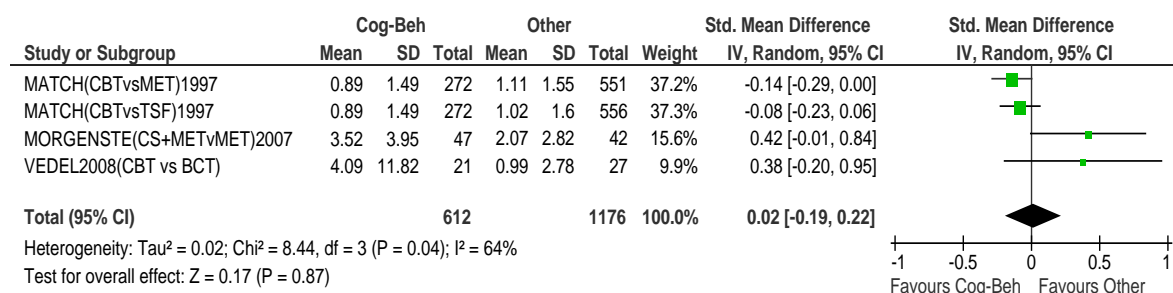 Cog-Beh Other Std. Mean Difference Std. Mean Difference
Study or Subgroup Mean SD Total Mean SD Total Weight IV, Random, 95% CI IV, Random, 95% CI
MATCH(CBTvsMET)1997 0.89 1.49 272 1.11 1.55 551 37.2% -0.14 [-0.29, 0.00]
MATCH(CBTvsTSF)1997 0.89 1.49 272 1.02 1.6 556 37.3% -0.08 [-0.23, 0.06]
MORGENSTE(CS+METvMET)2007 3.52 3.95 47 2.07 2.82 42 15.6% 0.42 [-0.01, 0.84]
VEDEL2008(CBT vs BCT) 4.09 11.82 21 0.99 2.78 27 9.9% 0.38 [-0.20, 0.95]
Total (95% CI) 612 1176 100.0% 0.02 [-0.19, 0.22]
Heterogeneity: Tau² = 0.02; Chi² = 8.44, df = 3 (P = 0.04); I² = 64%
Test for overall effect: Z = 0.17 (P = 0.87)
-1 -0.5 0 0.5 1
Favours Cog-Beh Favours Other